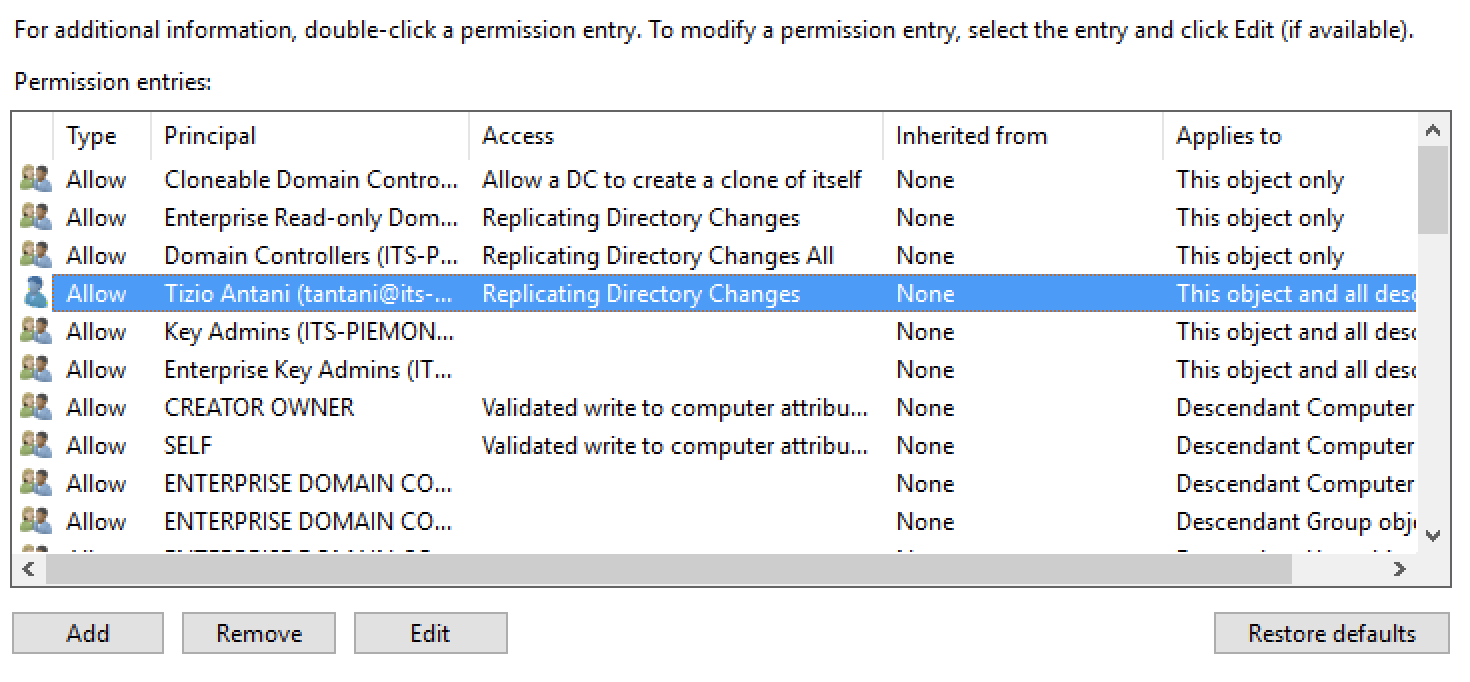 For additional information, double-click a permission entry. To modify a permission entry, select the entry and click Edit (if available).
Permission entries:
Type Principal Access Inherited from Applies to
Allow Cloneable Domain Contro... Allow a DC to create a clone of itself None This object only
Allow Enterprise Read-only Dom... Replicating Directory Changes None This object only
Allow Domain Controllers (ITS-P... Replicating Directory Changes All None This object only
Allow Tizio Antani (tantani@its-... Replicating Directory Changes None This object and all desc
Allow Key Admins (ITS-PIEMON... None This object and all desc
Allow Enterprise Key Admins (IT... None This object and all desc
Allow CREATOR OWNER Validated write to computer attribu... None Descendant Computer
Allow SELF Validated write to computer attribu... None Descendant Computer
Allow ENTERPRISE DOMAIN CO... None Descendant Computer
Allow ENTERPRISE DOMAIN CO... None Descendant Group obj
Add Remove Edit Restore defaults